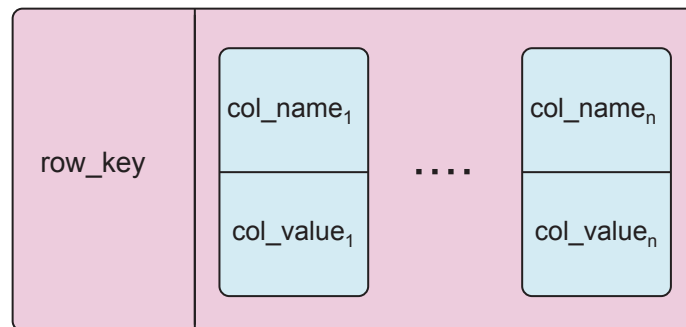 col_name₁
col_nameₙ
row_key
....
col_value₁
col_valueₙ